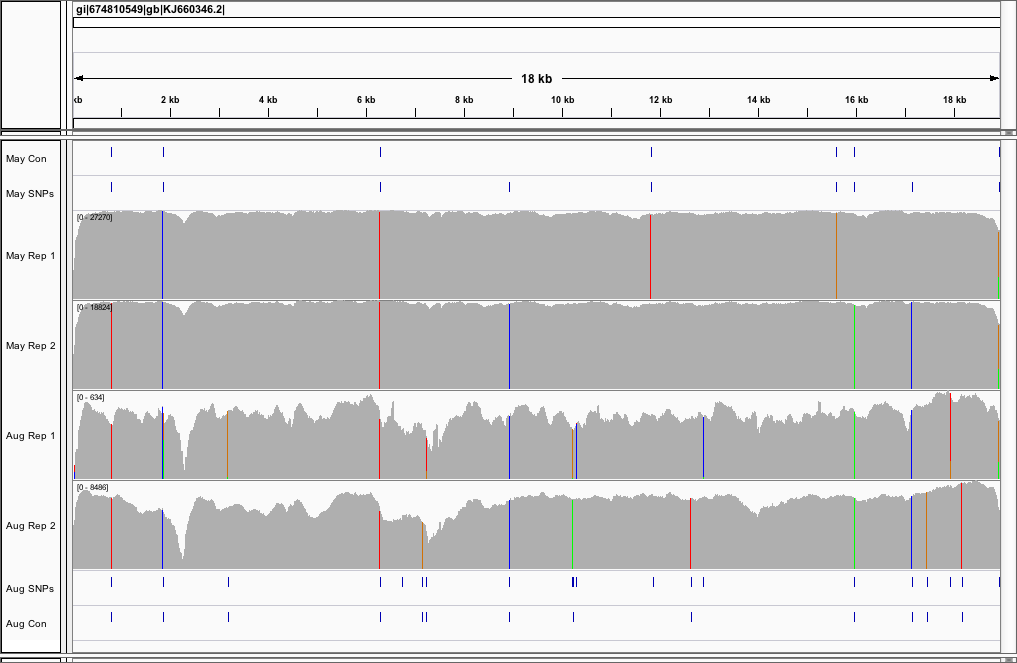 gi|674810549|gb|KJ660346.2|
18 kb
kb 2 kb 4 kb 6 kb 8 kb 10 kb 12 kb 14 kb 16 kb 18 kb
May Con
May SNPs
[0 - 27270]
May Rep 1
[0 - 18824]
May Rep 2
[0 - 634]
Aug Rep 1
[0 - 8486]
Aug Rep 2
Aug SNPs
Aug Con